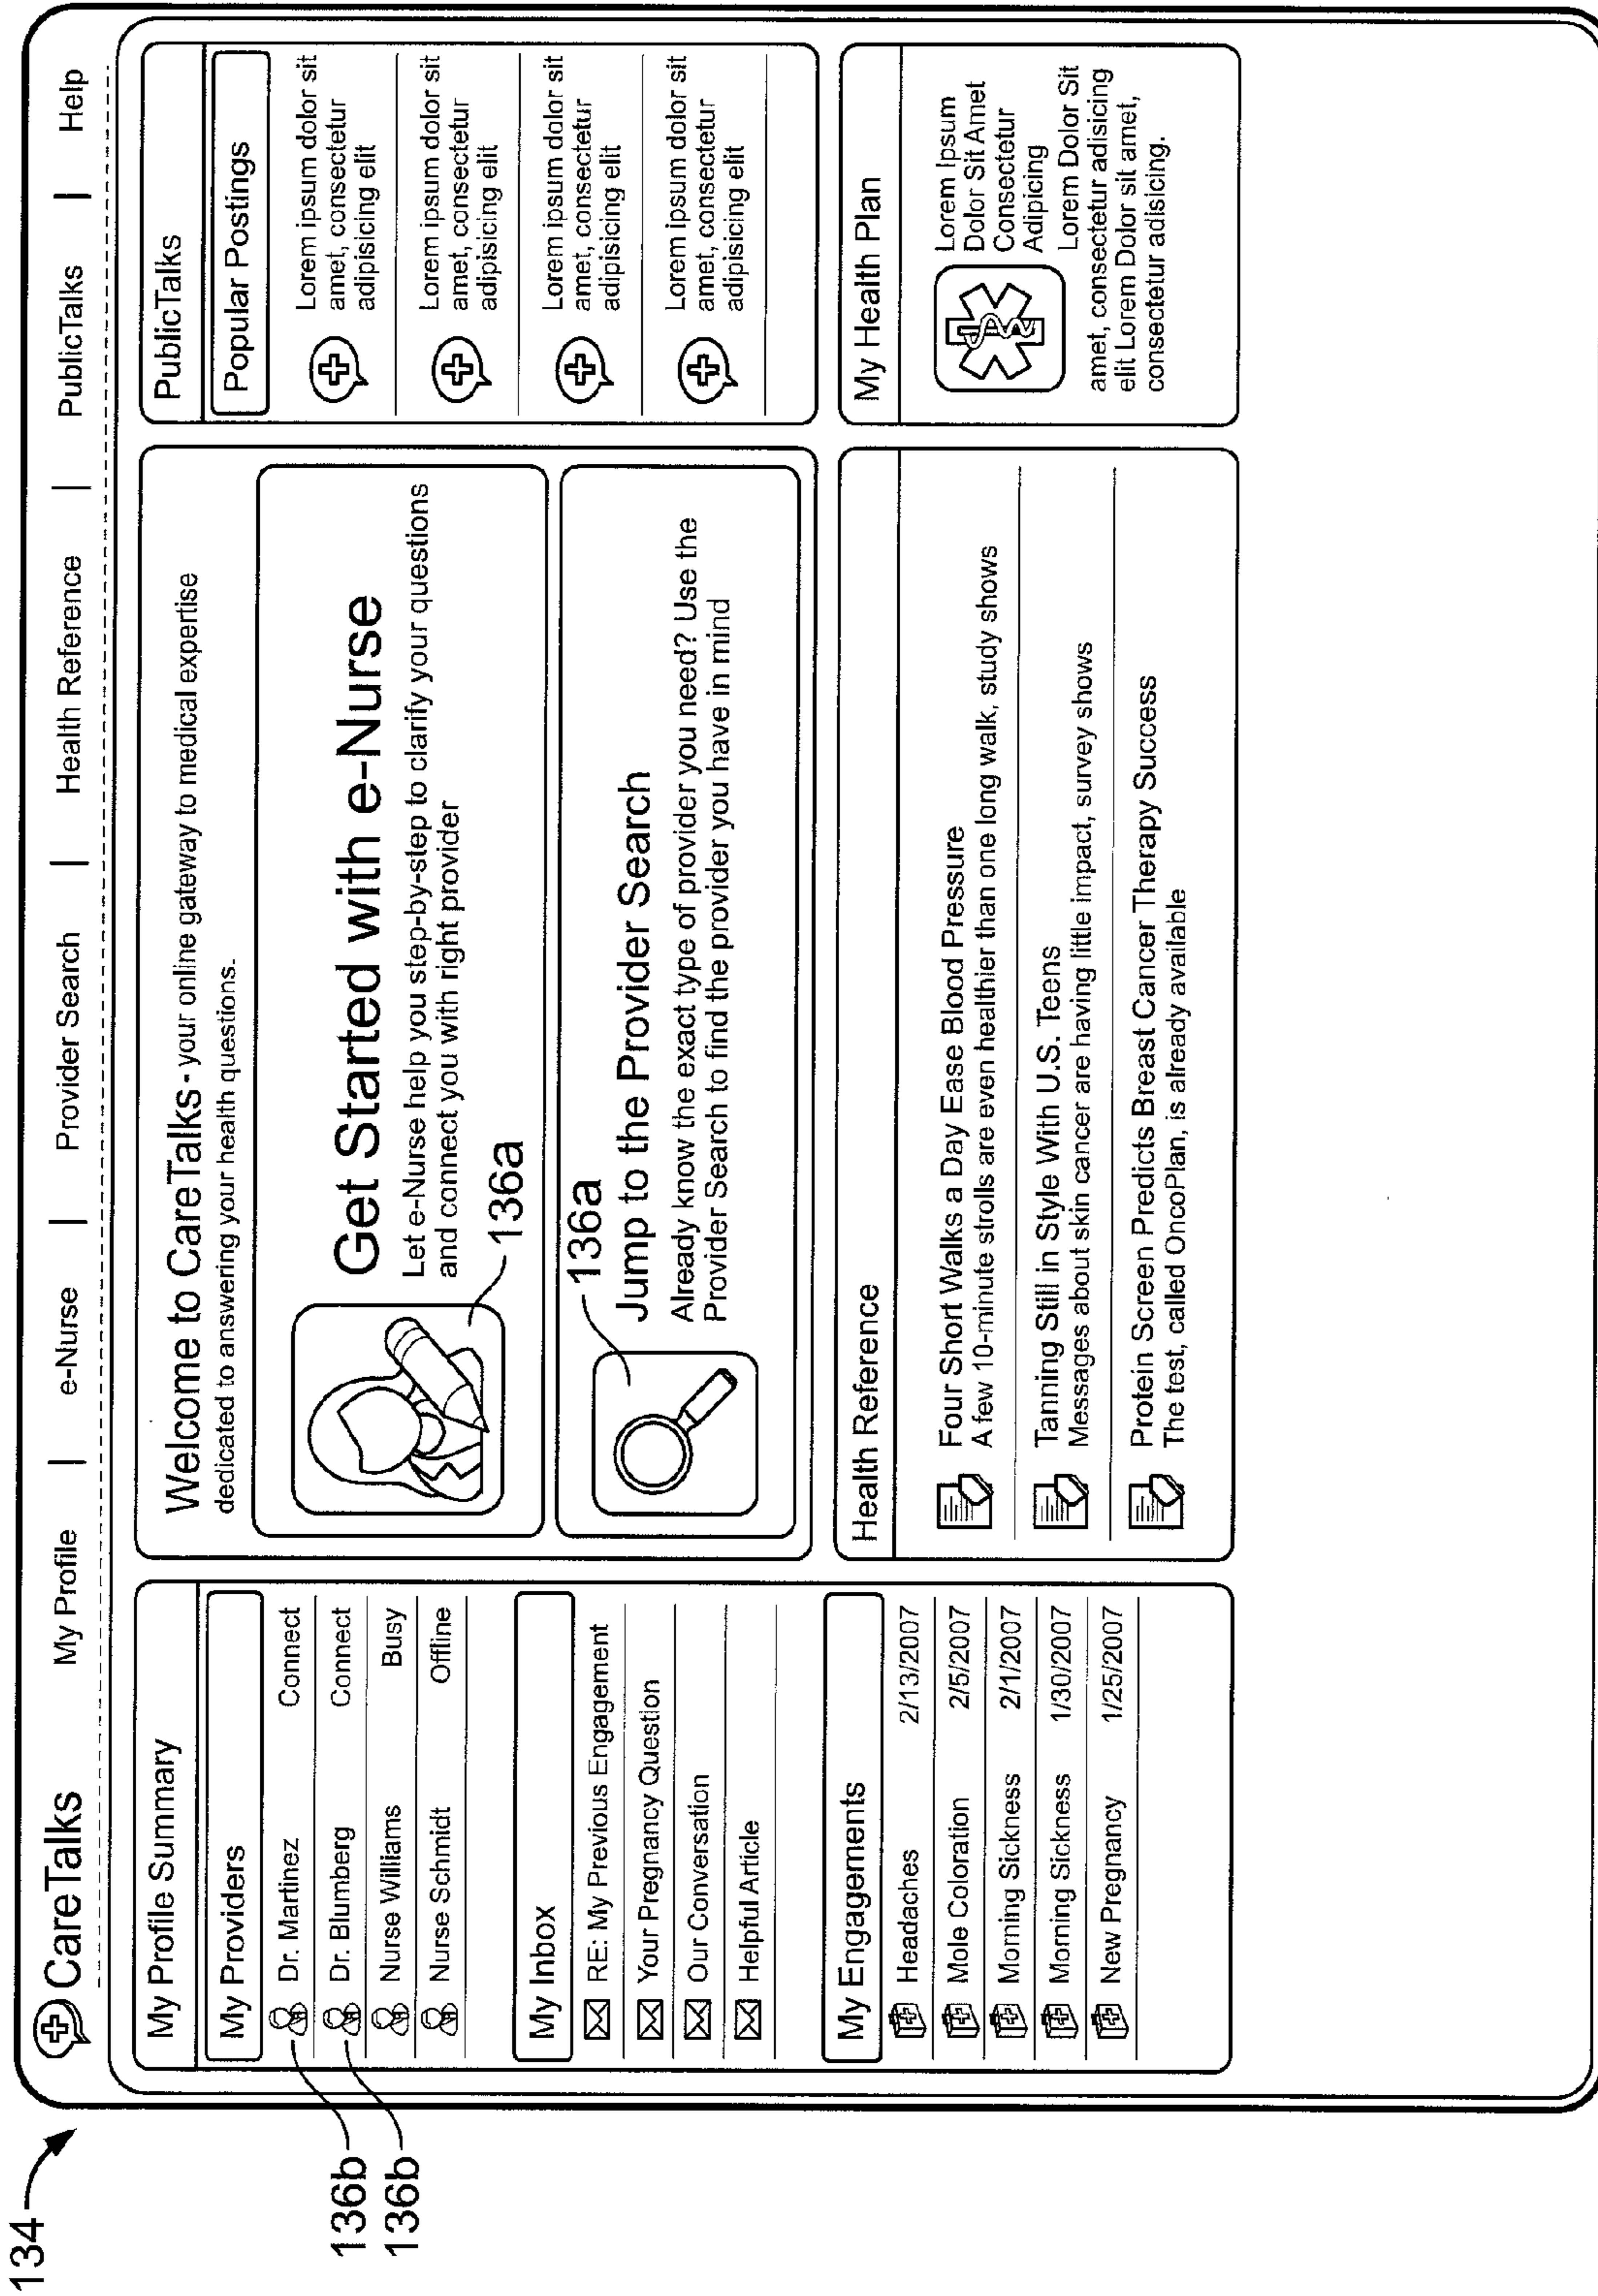 134
CareTalks
My Profile | e-Nurse | Provider Search | Health Reference | PublicTalks | Help
My Profile Summary
My Providers
Dr. Martinez Connect
Dr. Blumberg Connect
Nurse Williams Busy
Nurse Schmidt Offline
136b
136b
My Inbox
RE: My Previous Engagement
Your Pregnancy Question
Our Conversation
Helpful Article
My Engagements
Headaches 2/13/2007
Mole Coloration 2/5/2007
Morning Sickness 2/1/2007
Morning Sickness 1/30/2007
New Pregnancy 1/25/2007
Welcome to CareTalks - your online gateway to medical expertise
dedicated to answering your health questions.
Get Started with e-Nurse
Let e-Nurse help you step-by-step to clarify your questions
and connect you with right provider
136a
136a
Jump to the Provider Search
Already know the exact type of provider you need? Use the
Provider Search to find the provider you have in mind
Health Reference
Four Short Walks a Day Ease Blood Pressure
A few 10-minute strolls are even healthier than one long walk, study shows
Tanning Still in Style With U.S. Teens
Messages about skin cancer are having little impact, survey shows
Protein Screen Predicts Breast Cancer Therapy Success
The test, called OncoPlan, is already available
PublicTalks
Popular Postings
Lorem ipsum dolor sit
amet, consectetur
adipisicing elit
Lorem ipsum dolor sit
amet, consectetur
adipisicing elit
Lorem ipsum dolor sit
amet, consectetur
adipisicing elit
Lorem ipsum dolor sit
amet, consectetur
adipisicing elit
My Health Plan
Lorem Ipsum
Dolor Sit Amet
Consectetur
Adipicing
Lorem Dolor Sit
amet, consectetur adisicing
elit Lorem Dolor sit amet,
consectetur adisicing.